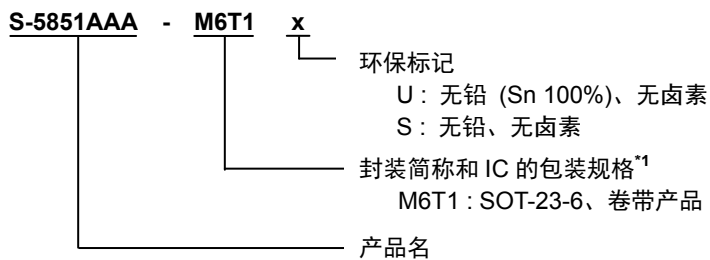 S-5851AAA - M6T1 x
环保标记
U : 无铅 (Sn 100%)、无卤素
S : 无铅、无卤素
封装简称和 IC 的包装规格*1
M6T1 : SOT-23-6、卷带产品
产品名